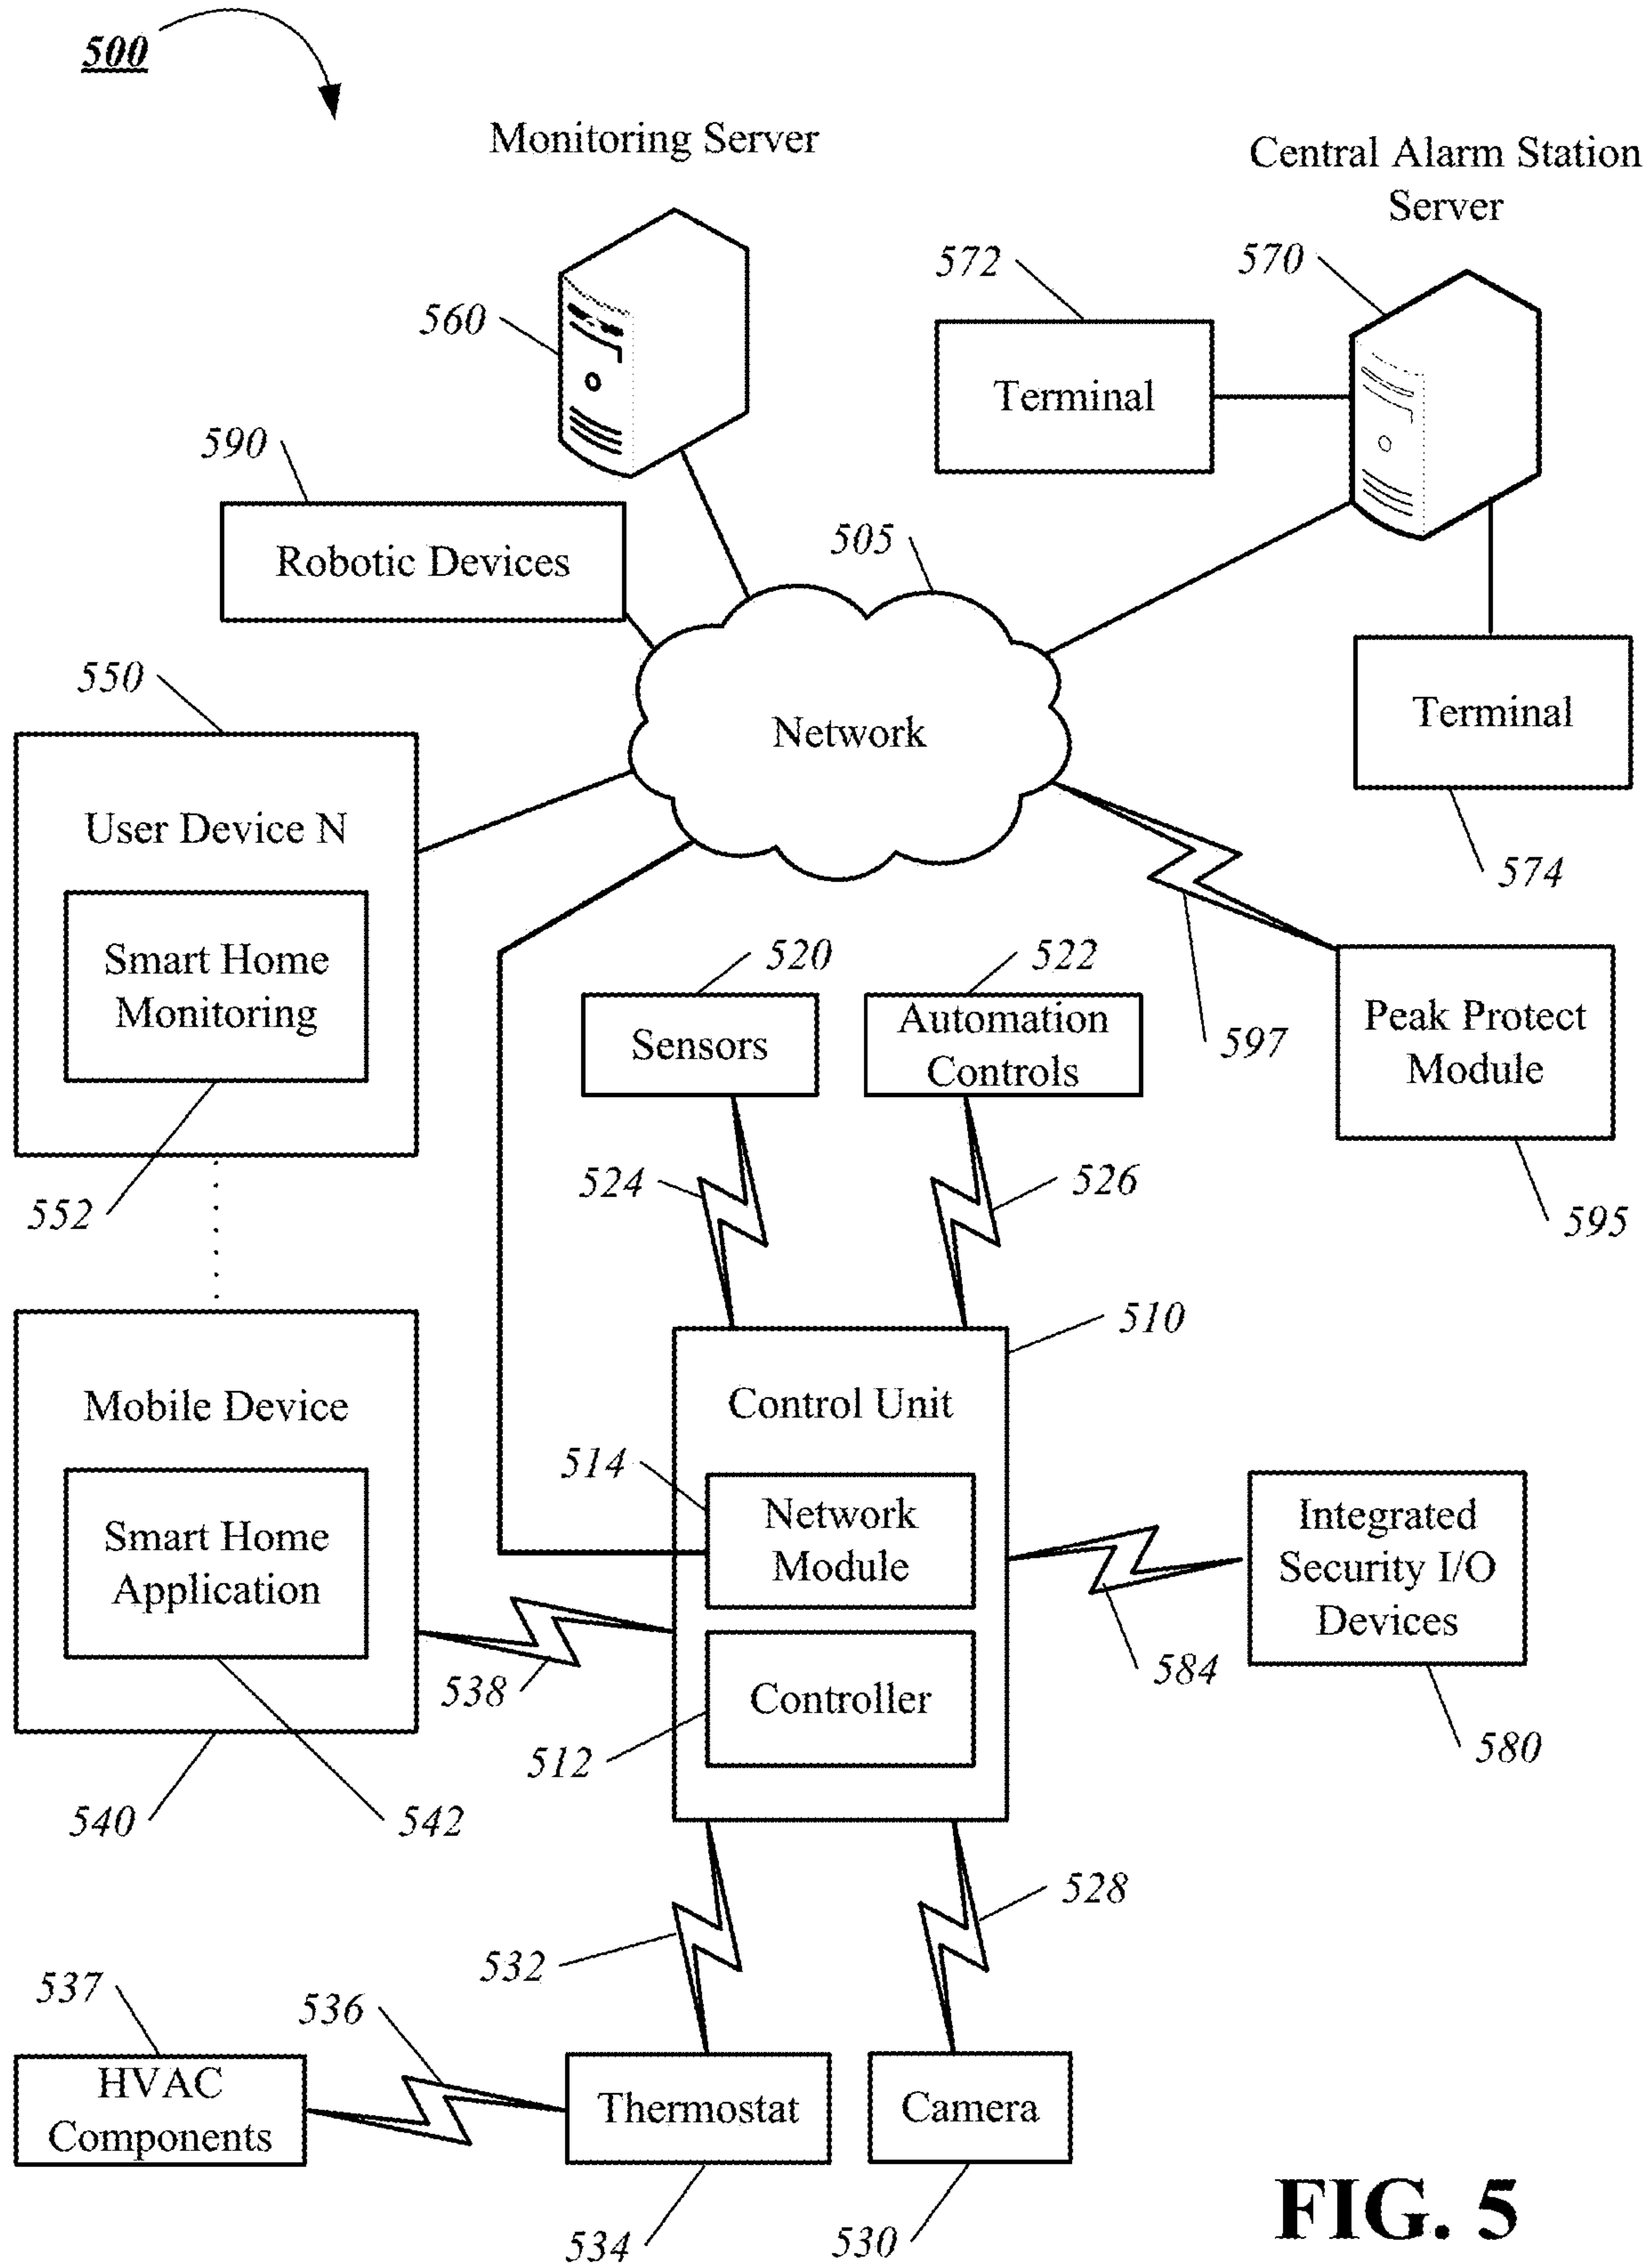 500
Monitoring Server
Central Alarm Station
Server
572
570
560
Terminal
590
Robotic Devices
505
550
Network
Terminal
User Device N
574
Smart Home
Monitoring
520
522
Sensors
Automation
Controls
597
Peak Protect
Module
524
526
552
595
510
Mobile Device
Control Unit
514
Network
Module
Integrated
Security I/O
Devices
Smart Home
Application
538
584
Controller
512
580
540
542
528
532
537
536
HVAC
Components
Thermostat
Camera
534
530
FIG. 5